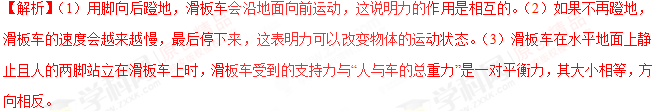 【解析】（1）用脚向后蹬地，滑板车会沿地面向前运动，这说明力的作用是相互的。（2）如果不再蹬地，
滑板车的速度会越来越慢，最后停下来，这表明力可以改变物体的运动状态。（3）滑板车在水平地面上静
止且人的两脚站立在滑板车上时，滑板车受到的支持力与“人与车的总重力”是一对平衡力，其大小相等，方
向相反。